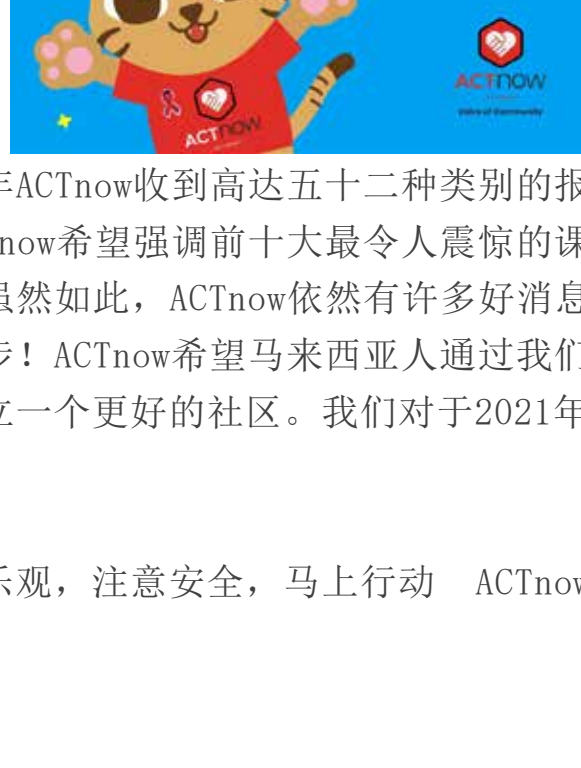 ACTNOW
ACTNOW
Voice of Community
年ACTnow收到高达五十二种类别的报
now希望强调前十大最令人震惊的课
虽然如此，ACTnow依然有许多好消息
步！ACTnow希望马来西亚人通过我们
立一个更好的社区。我们对于2021年
乐观，注意安全，马上行动 ACTnow